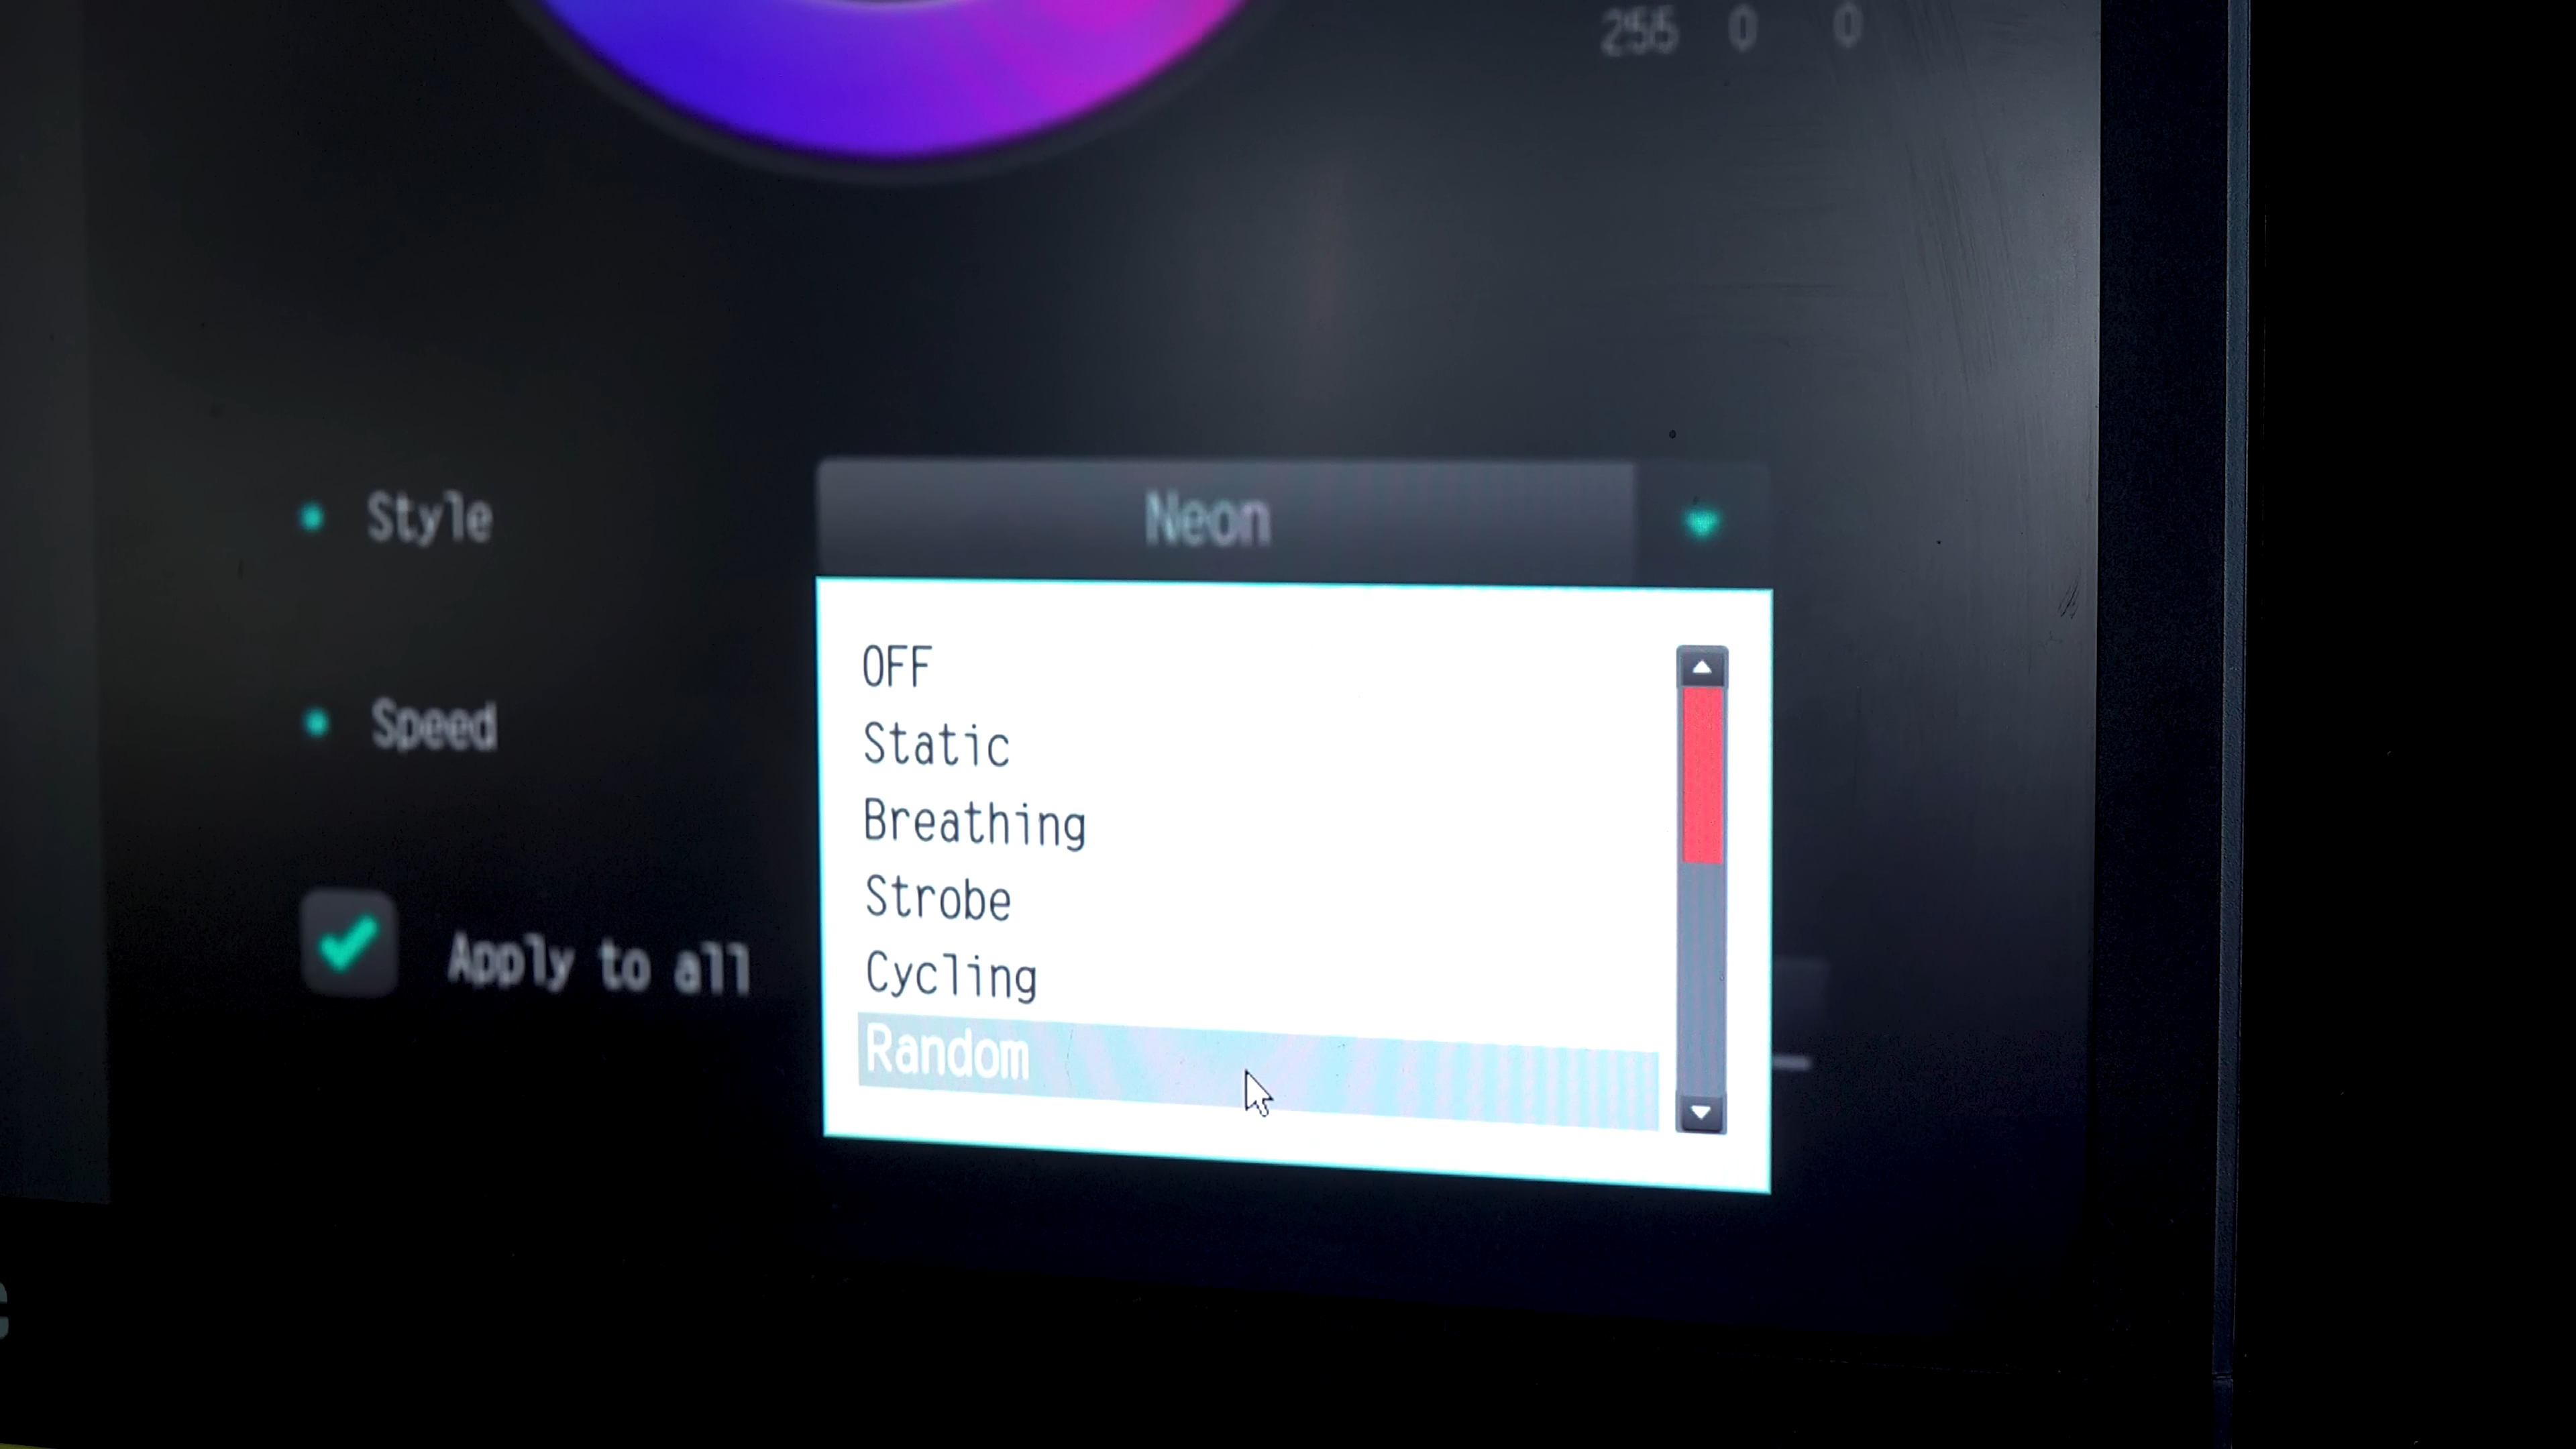 255 0 0
Style
Neon
OFF
Static
Speed
Breathing
Strobe
Apply to all
Cycling
Random